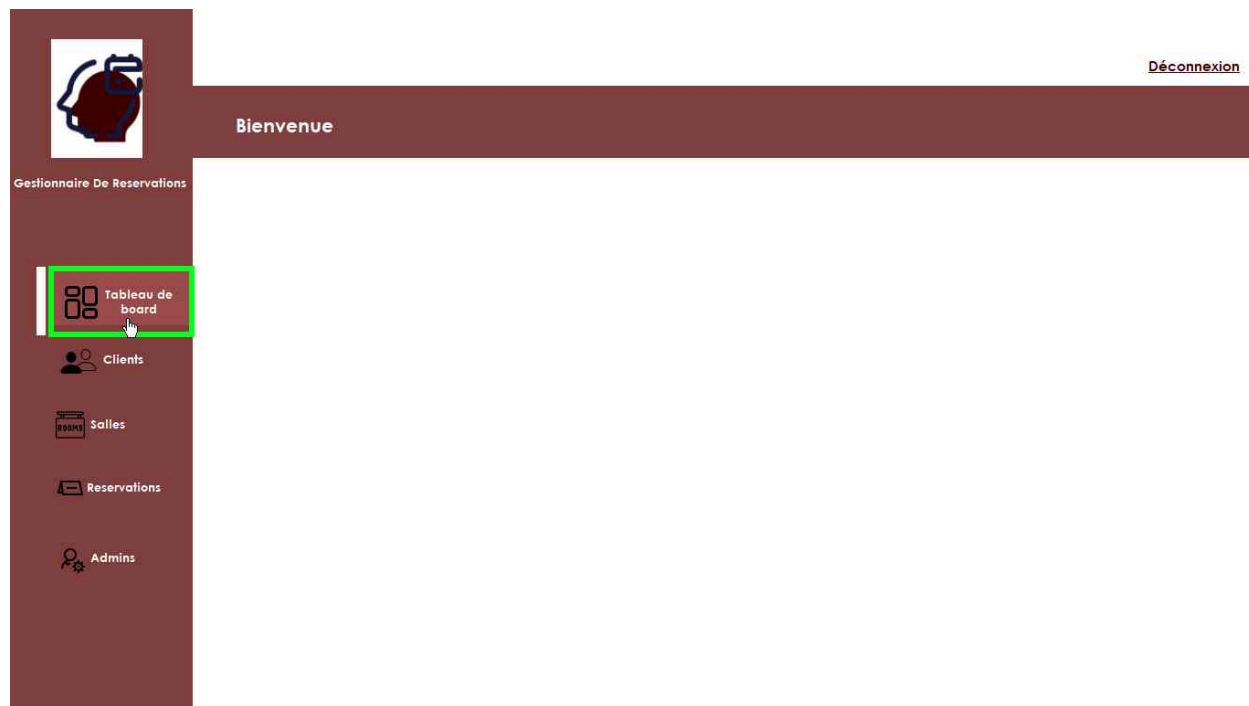 Déconnexion
Bienvenue
Gestionnaire De Reservations
Tableau de
board
Clients
ROOMS
Salles
Reservations
Admins